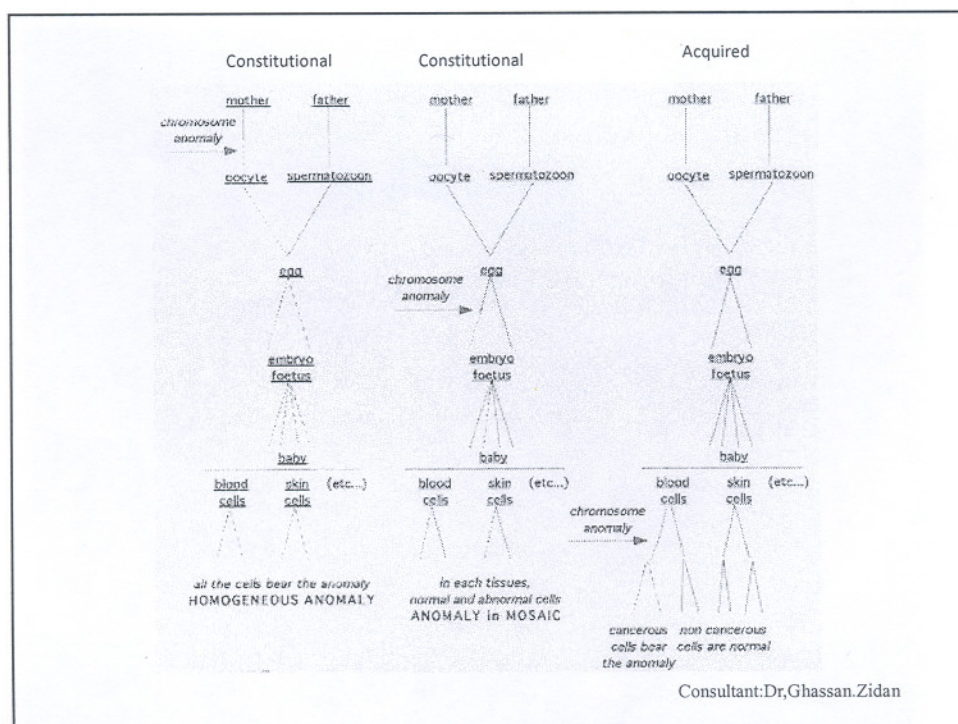 Constitutional Constitutional Acquired
mother father mother father mother father
chromosome
anomaly
oocyte spermatozoon oocyte spermatozoon oocyte spermatozoon
egg egg egg
chromosome
anomaly
embryo embryo embryo
foetus foetus foetus
baby baby baby
blood skin (etc...) blood skin (etc...) blood skin (etc...)
cells cells cells cells cells cells
chromosome
anomaly
all the cells bear the anomaly in each tissues,
HOMOGENEOUS ANOMALY normal and abnormal cells
ANOMALY in MOSAIC
cancerous non cancerous
cells bear cells are normal
the anomaly
Consultant:Dr,Ghassan.Zidan